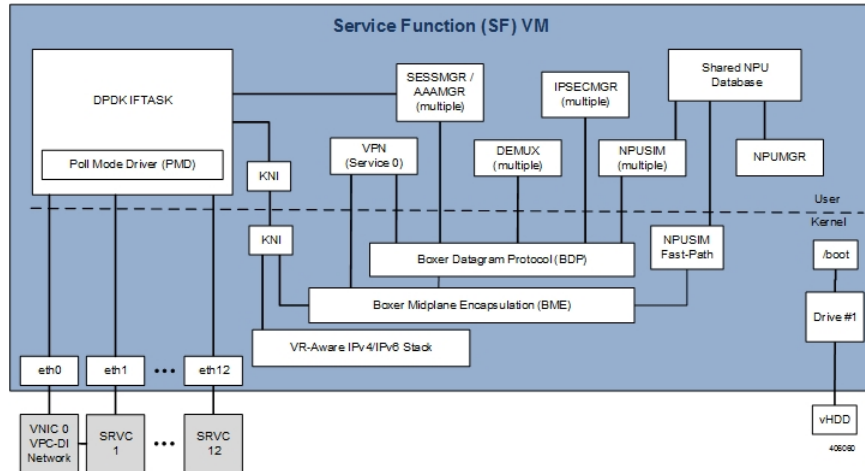 Service Function (SF) VM
DPDK IFTASK
Poll Mode Driver (PMD)
SESSMGR /
AAAMGR
(multiple)
IPSECMGR
(multiple)
Shared NPU
Database
VPN
(Service 0)
DEMUX
(multiple)
NPUSIM
(multiple)
NPUMGR
KNI
User
Kernel
KNI
Boxer Datagram Protocol (BDP)
NPUSIM
Fast-Path
/boot
Boxer Midplane Encapsulation (BME)
Drive #1
VR-Aware IPv4/IPv6 Stack
eth0
eth1
•••
eth12
VNIC 0
VPC-DI
Network
SRVC
1
•••
SRVC
12
vHDD
406060